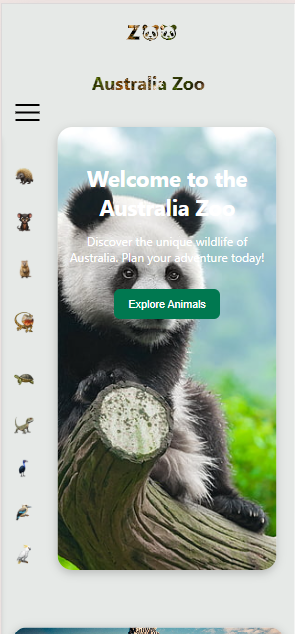 ZOO
Australia Zoo
Welcome to the
Australia Zoo
Discover the unique wildlife of
Australia. Plan your adventure today!
Explore Animals